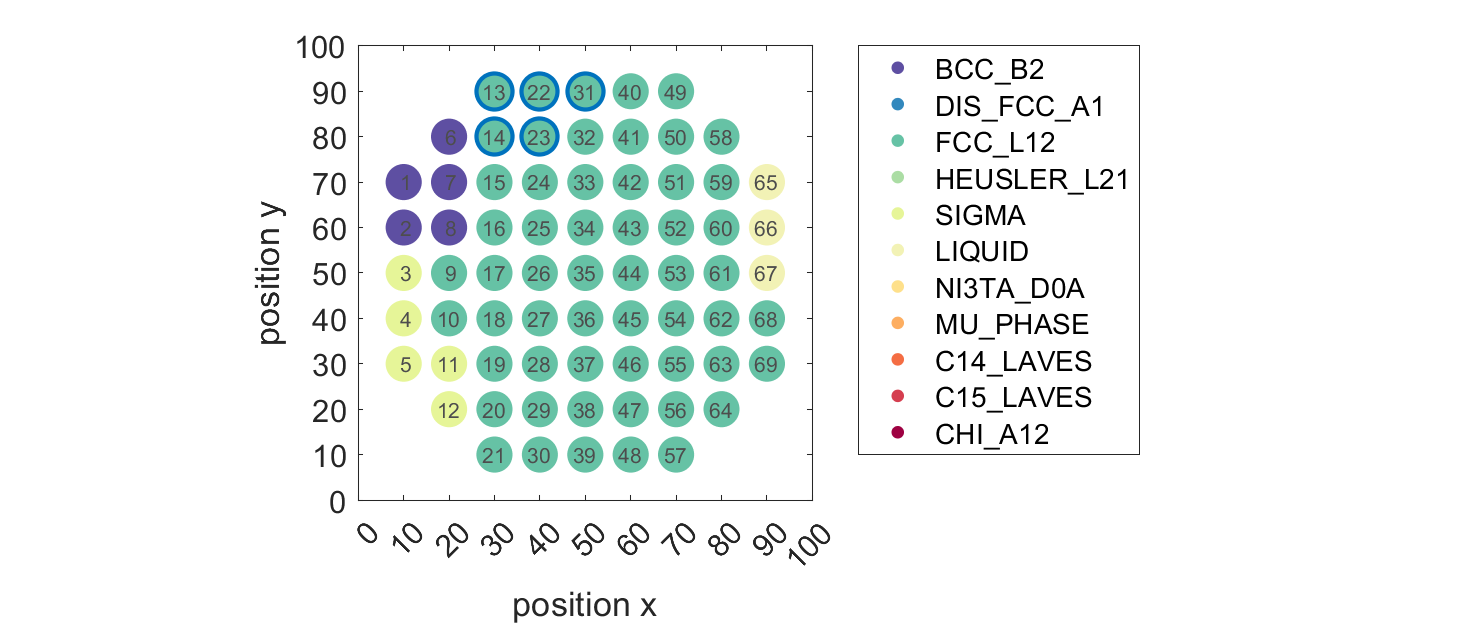 100
90
80
70
60
50
40
30
20
10
0
position y
13 22 31 40 49
6 14 23 32 41 50 58
1 7 15 24 33 42 51 59 65
2 8 16 25 34 43 52 60 66
3 9 17 26 35 44 53 61 67
4 10 18 27 36 45 54 62 68
5 11 19 28 37 46 55 63 69
12 20 29 38 47 56 64
21 30 39 48 57
0 10 20 30 40 50 60 70 80 90 100
position x
BCC_B2
DIS_FCC_A1
FCC_L12
HEUSLER_L21
SIGMA
LIQUID
NI3TA_D0A
MU_PHASE
C14_LAVES
C15_LAVES
CHI_A12